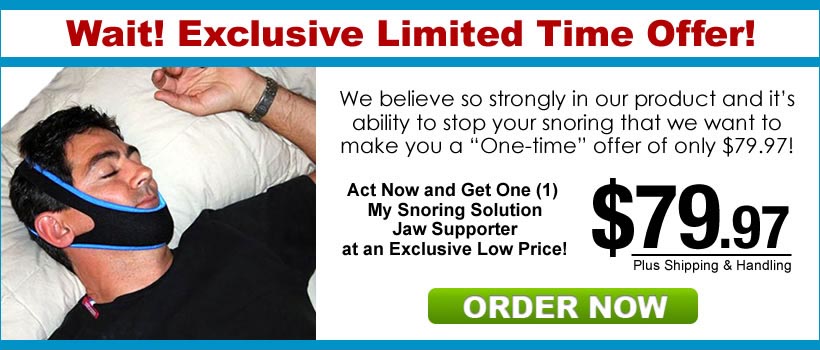 Wait! Exclusive Limited Time Offer!
We believe so strongly in our product and it's
ability to stop your snoring that we want to
make you a “One-time” offer of only $79.97!
Act Now and Get One (1)
My Snoring Solution
Jaw Supporter
at an Exclusive Low Price!
$79.97
Plus Shipping & Handling
ORDER NOW